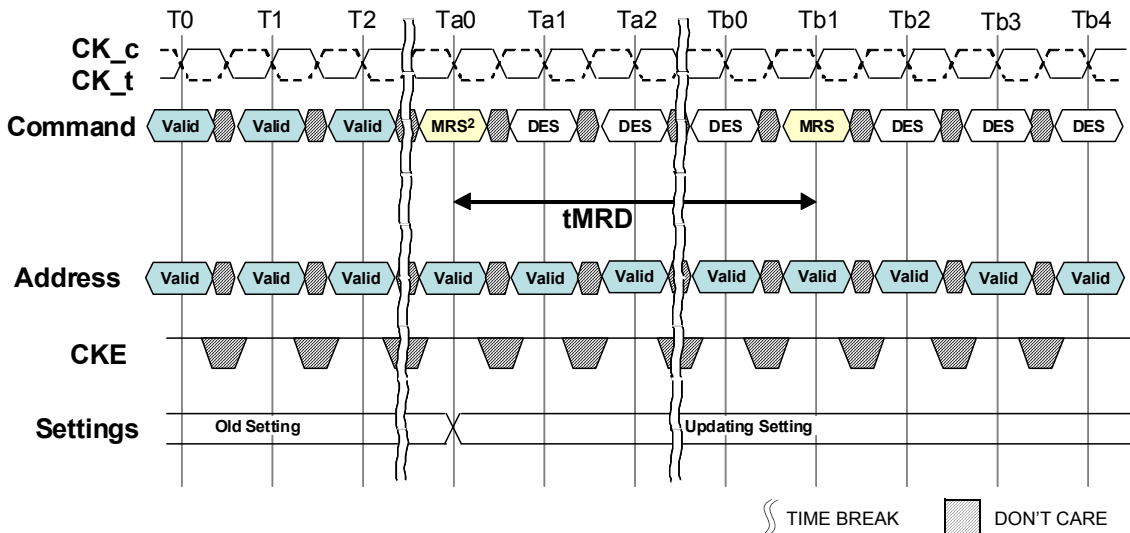 T0 T1 T2 Ta0 Ta1 Ta2 Tb0 Tb1 Tb2 Tb3 Tb4
CK_c
CK_t
Command Valid Valid Valid MRS² DES DES DES MRS DES DES DES
tMRD
Address Valid Valid Valid Valid Valid Valid Valid Valid Valid Valid Valid
CKE
Settings Old Setting Updating Setting
TIME BREAK DON'T CARE